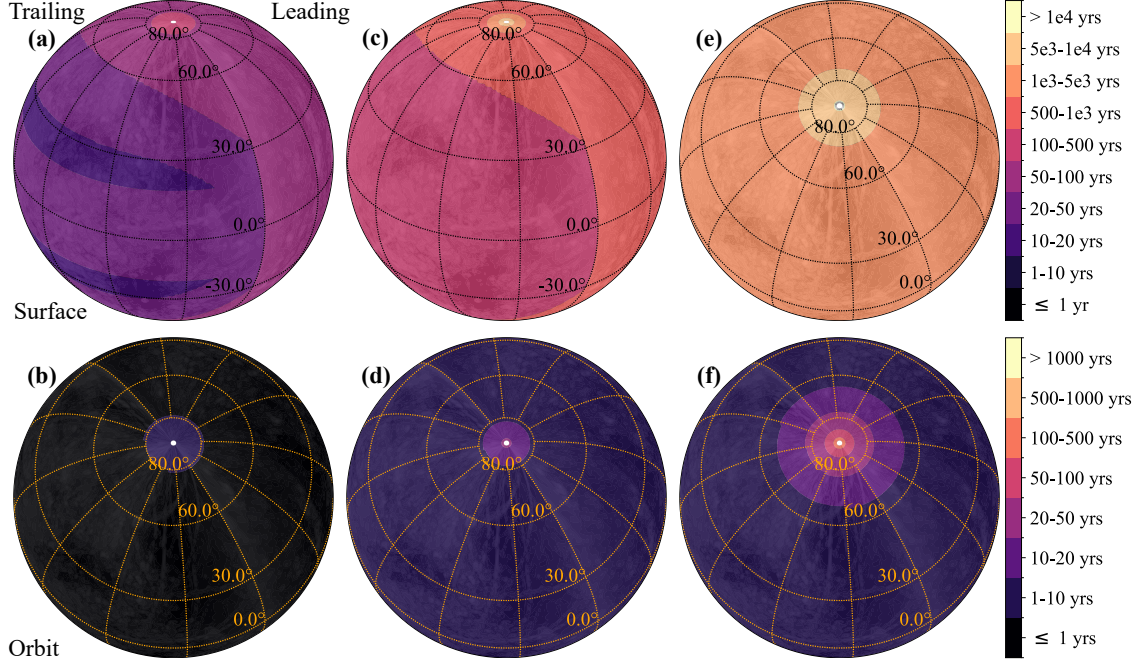 Trailing
Leading
(a)
(c)
(e)
80.0°
80.0°
80.0°
60.0°
60.0°
60.0°
30.0°
30.0°
30.0°
0.0°
0.0°
0.0°
-30.0°
-30.0°
Surface
> 1e4 yrs
5e3-1e4 yrs
1e3-5e3 yrs
500-1e3 yrs
100-500 yrs
50-100 yrs
20-50 yrs
10-20 yrs
1-10 yrs
≤ 1 yr
(b)
(d)
(f)
80.0°
80.0°
80.0°
60.0°
60.0°
60.0°
30.0°
30.0°
30.0°
0.0°
0.0°
0.0°
Orbit
> 1000 yrs
500-1000 yrs
100-500 yrs
50-100 yrs
20-50 yrs
10-20 yrs
1-10 yrs
≤ 1 yrs